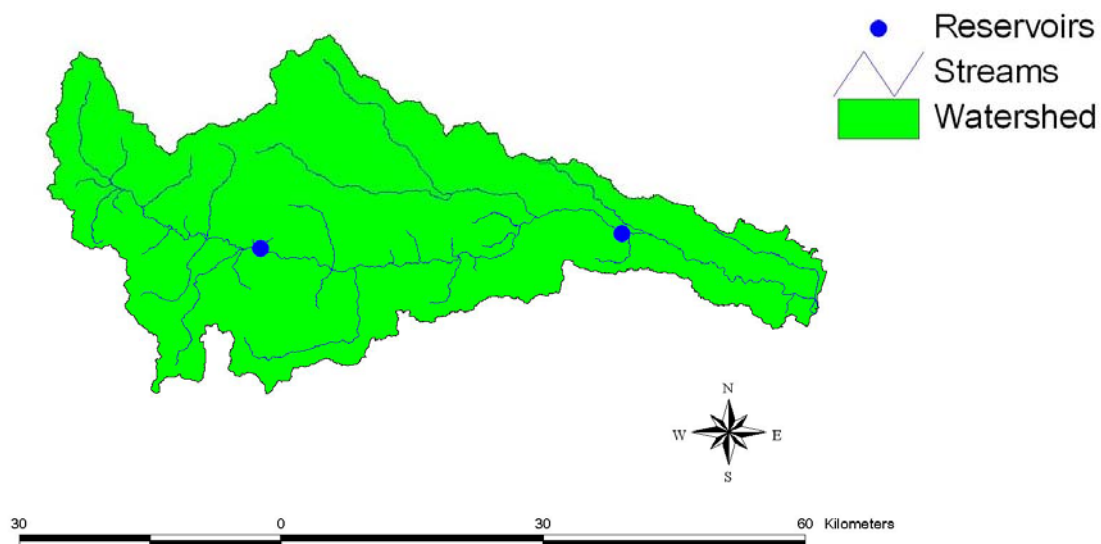 Reservoirs
Streams
Watershed
N
W E
S
30 0 30 60 Kilometers